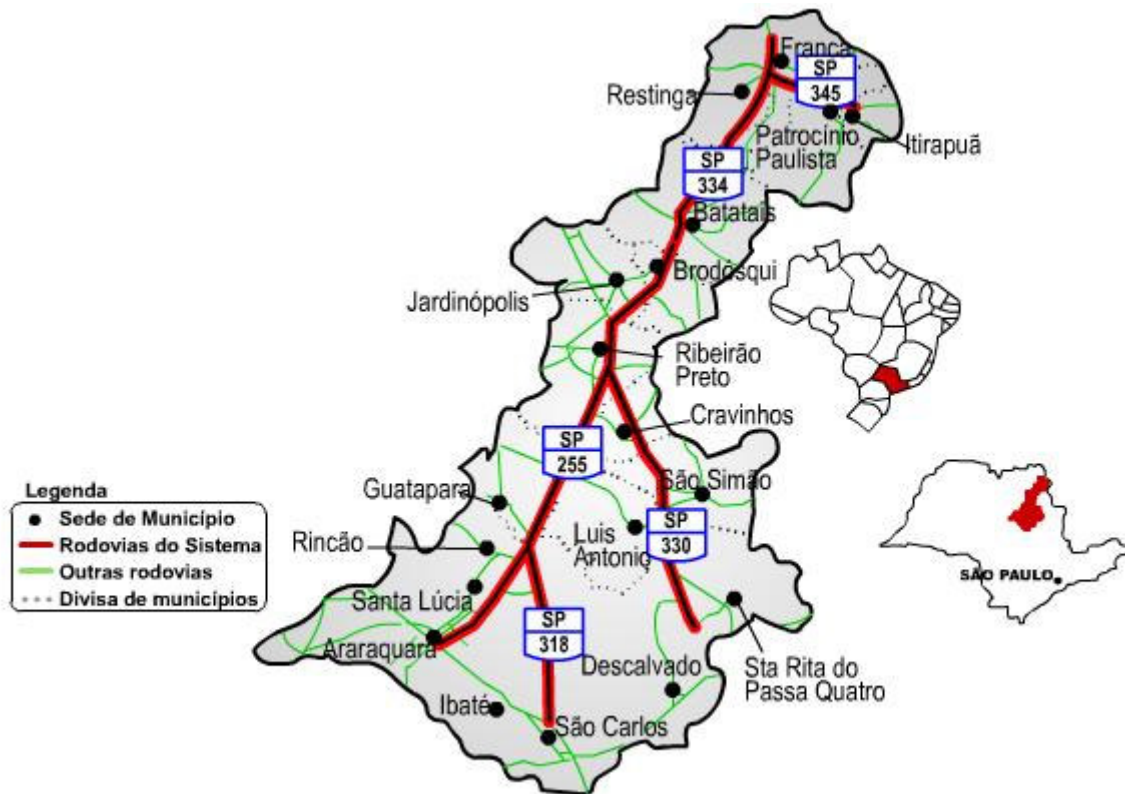 Franca
SP
345
Restinga
Patrocínio
Paulista
Itirapuã
SP
334
Batatais
Brodósqui
Jardinópolis
Ribeirão
Preto
Cravinhos
SP
255
São Simão
Guatapara
Luis
Antonio
SP
330
Rincão
Santa Lúcia
Araraquara
SP
318
Descalvado
Sta Rita do
Passa Quatro
Ibaté
São Carlos
Legenda
Sede de Município
Rodovias do Sistema
Outras rodovias
Divisa de municípios
SÃO PAULO